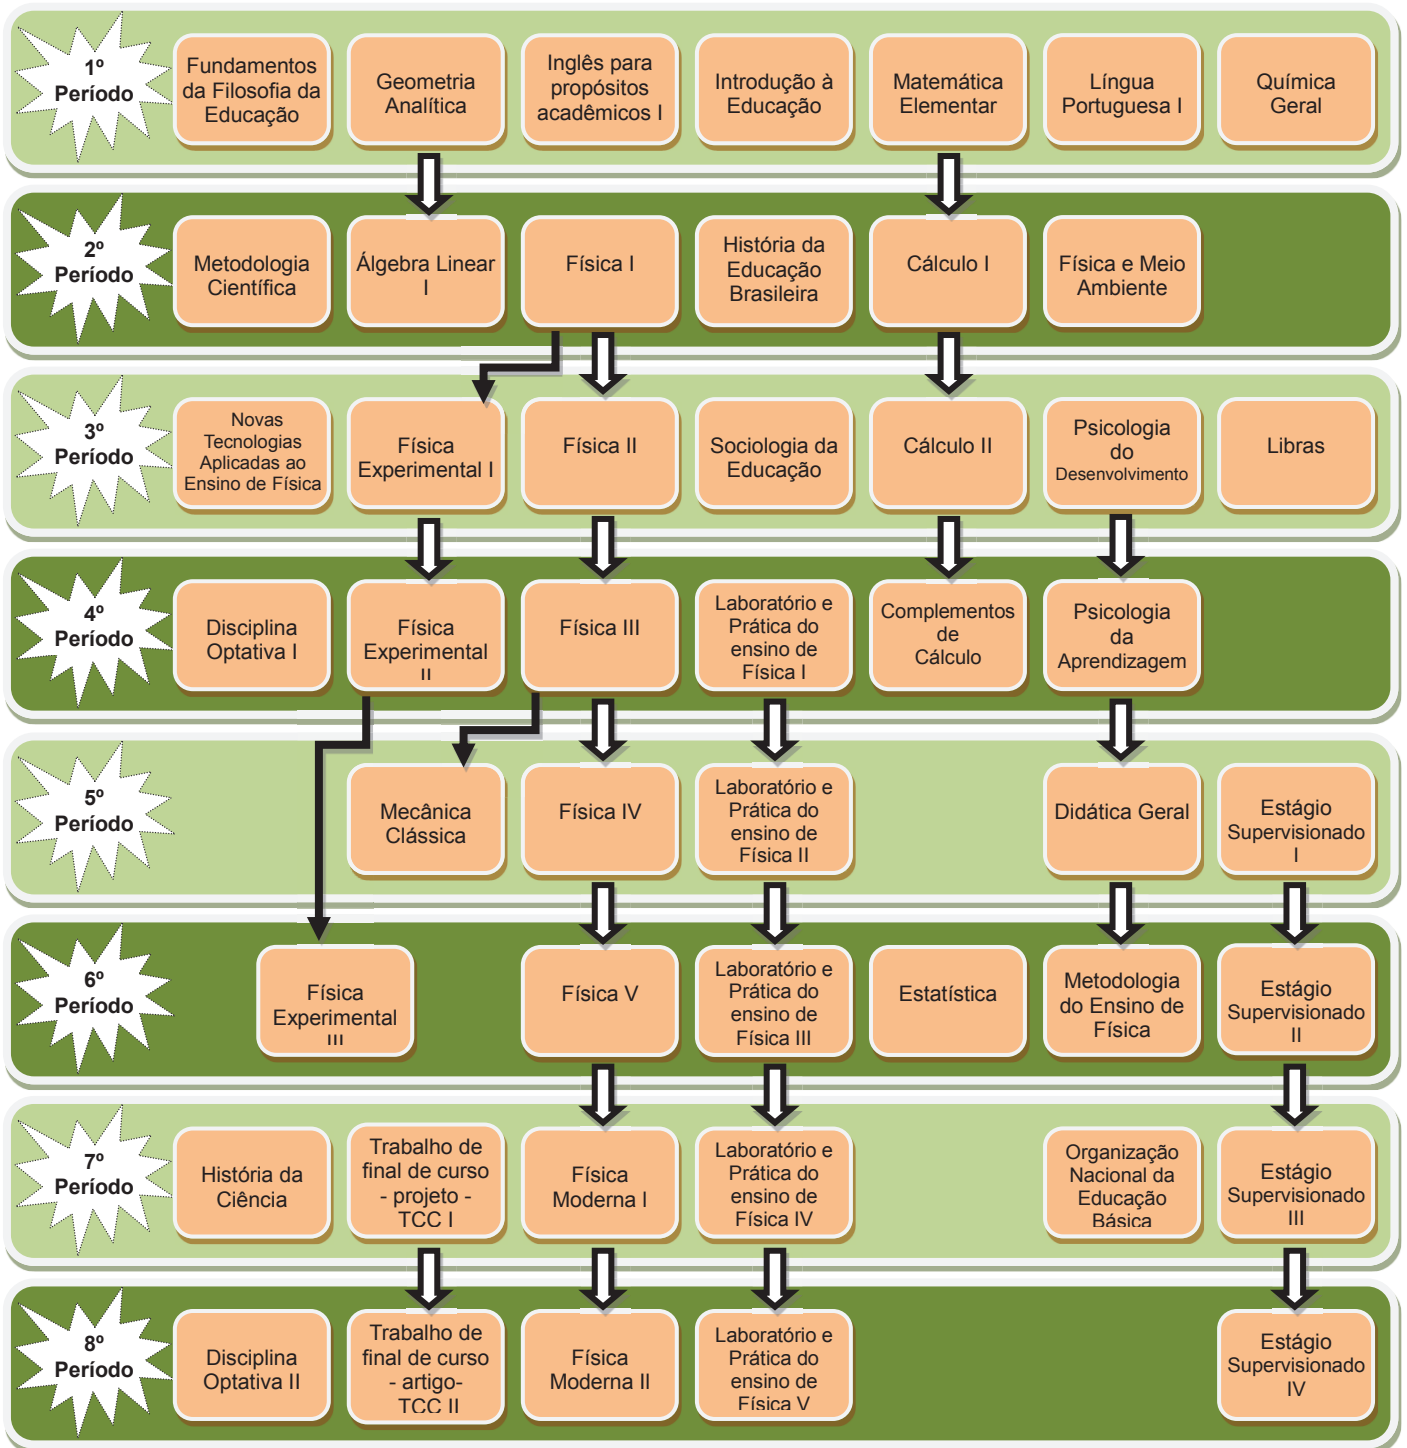 1º
Período
Fundamentos
da Filosofia da
Educação
Geometria
Analítica
Inglês para
propósitos
acadêmicos I
Introdução à
Educação
Matemática
Elementar
Língua
Portuguesa I
Química
Geral
2º
Período
Metodologia
Científica
Álgebra Linear
I
Física I
História da
Educação
Brasileira
Cálculo I
Física e Meio
Ambiente
3º
Período
Novas
Tecnologias
Aplicadas ao
Ensino de Física
Física
Experimental I
Física II
Sociologia da
Educação
Cálculo II
Psicologia
do
Desenvolvimento
Libras
4º
Período
Disciplina
Optativa I
Física
Experimental
II
Física III
Laboratório e
Prática do
ensino de
Física I
Complementos
de
Cálculo
Psicologia
da
Aprendizagem
5º
Período
Mecânica
Clássica
Física IV
Laboratório e
Prática do
ensino de
Física II
Didática Geral
Estágio
Supervisionado
I
6º
Período
Física
Experimental
III
Física V
Laboratório e
Prática do
ensino de
Física III
Estatística
Metodologia
do Ensino de
Física
Estágio
Supervisionado
II
7º
Período
História da
Ciência
Trabalho de
final de curso
- projeto -
TCC I
Física
Moderna I
Laboratório e
Prática do
ensino de
Física IV
Organização
Nacional da
Educação
Básica
Estágio
Supervisionado
III
8º
Período
Disciplina
Optativa II
Trabalho de
final de curso
- artigo-
TCC II
Física
Moderna II
Laboratório e
Prática do
ensino de
Física V
Estágio
Supervisionado
IV